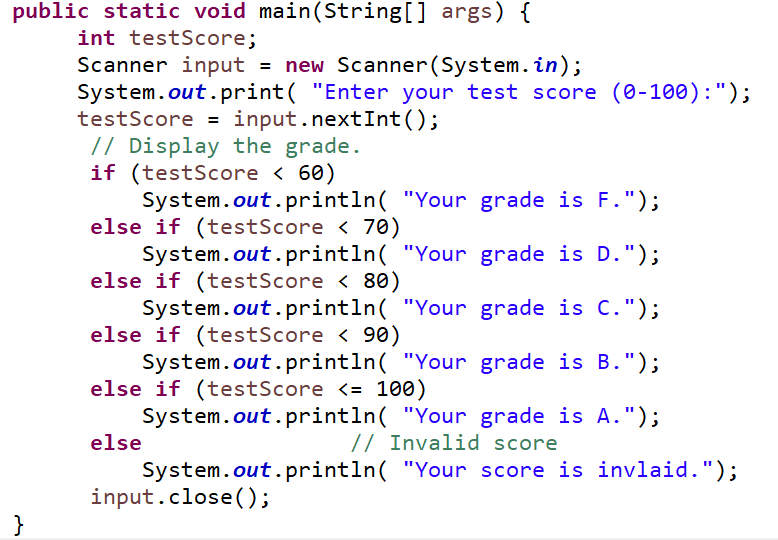 public static void main(String[] args) {
int testScore;
Scanner input = new Scanner(System.in);
System.out.print( "Enter your test score (0-100):");
testScore = input.nextInt();
// Display the grade.
if (testScore < 60)
System.out.println( "Your grade is F.");
else if (testScore < 70)
System.out.println( "Your grade is D.");
else if (testScore < 80)
System.out.println( "Your grade is C.");
else if (testScore < 90)
System.out.println( "Your grade is B.");
else if (testScore <= 100)
System.out.println( "Your grade is A.");
else // Invalid score
System.out.println( "Your score is invlaid.");
input.close();
}